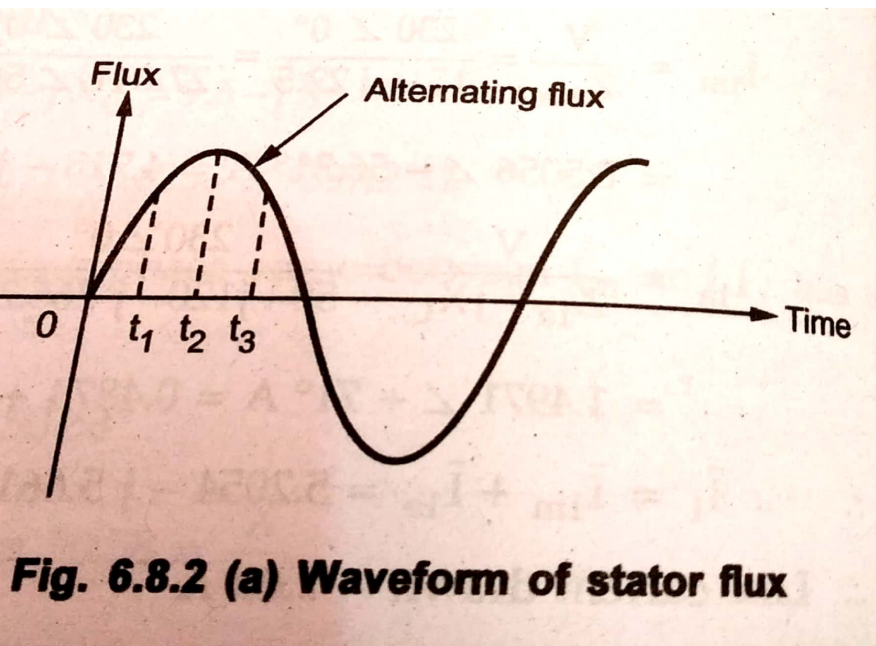 Flux
Alternating flux
0
t1 t2 t3
Time
Fig. 6.8.2 (a) Waveform of stator flux